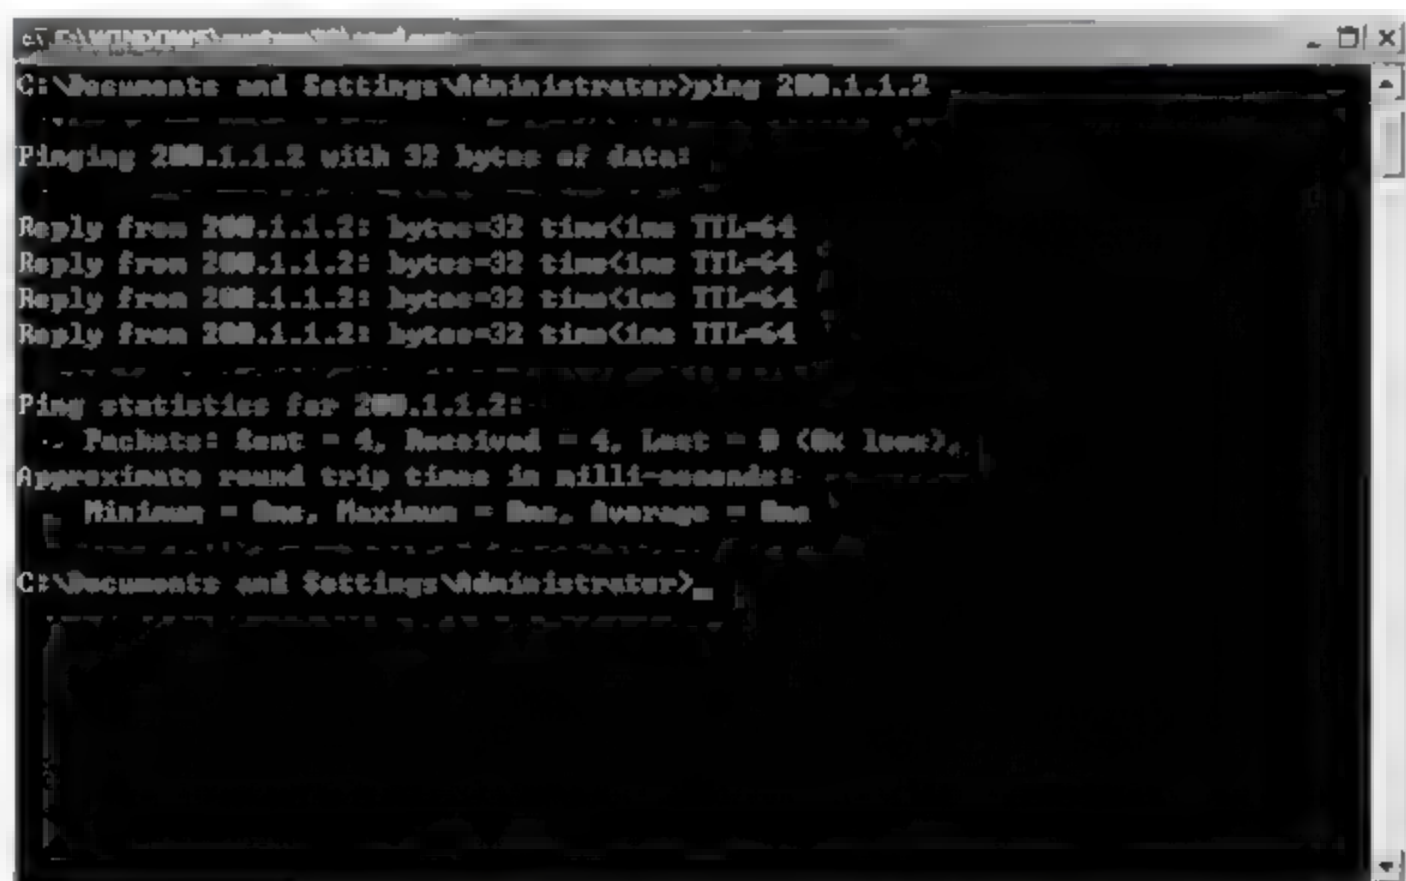 C:\WINDOWS\system32\cmd.exe
C:\Documents and Settings\Administrator>ping 200.1.1.2
Pinging 200.1.1.2 with 32 bytes of data:
Reply from 200.1.1.2: bytes=32 time<1ms TTL=64
Reply from 200.1.1.2: bytes=32 time<1ms TTL=64
Reply from 200.1.1.2: bytes=32 time<1ms TTL=64
Reply from 200.1.1.2: bytes=32 time<1ms TTL=64
Ping statistics for 200.1.1.2:
Packets: Sent = 4, Received = 4, Lost = 0 (0% loss),
Approximate round trip times in milli-seconds:
Minimum = 0ms, Maximum = 0ms, Average = 0ms
C:\Documents and Settings\Administrator>_